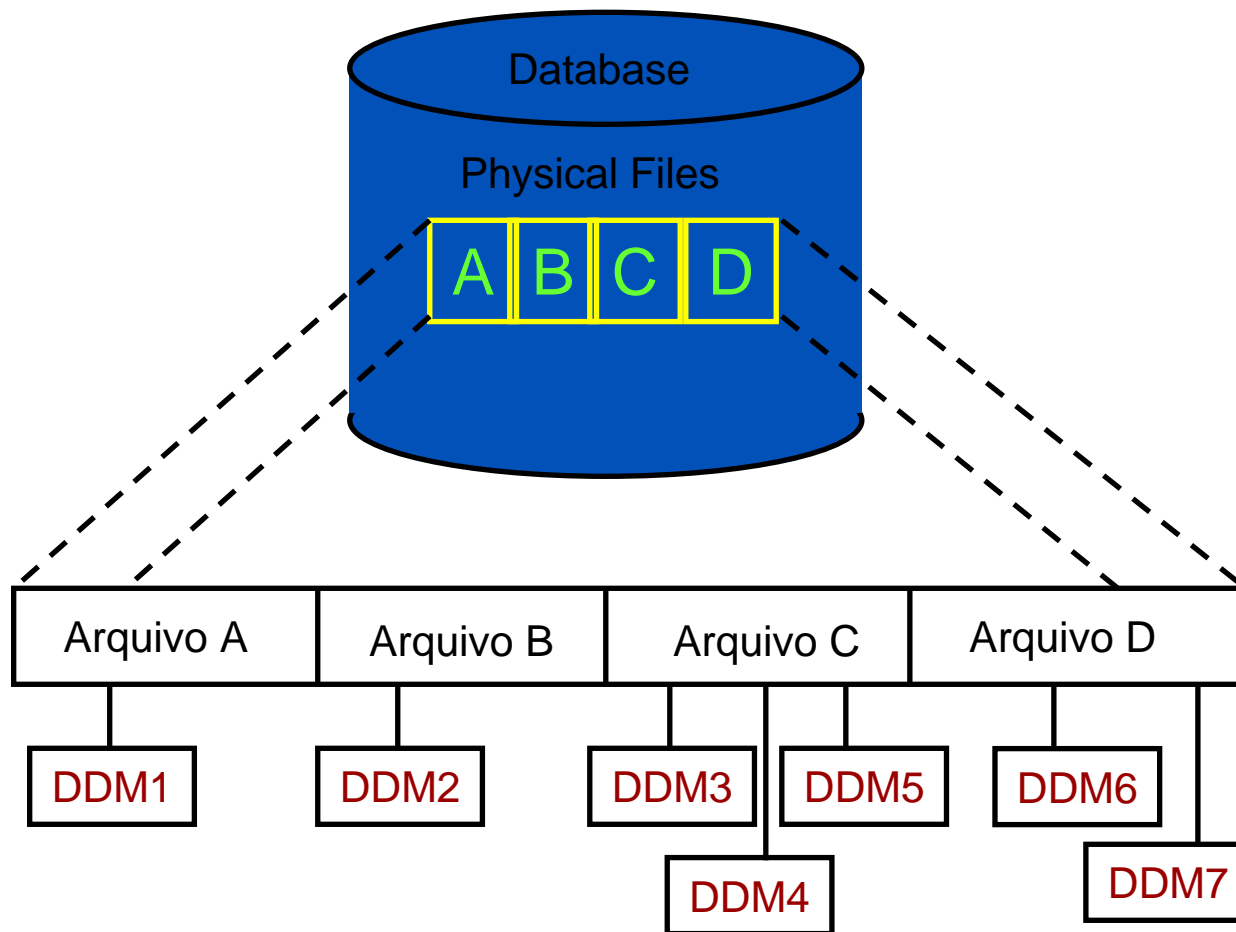 Database
Physical Files
A B C D
Arquivo A Arquivo B Arquivo C Arquivo D
DDM1 DDM2 DDM3 DDM5 DDM6
DDM4 DDM7